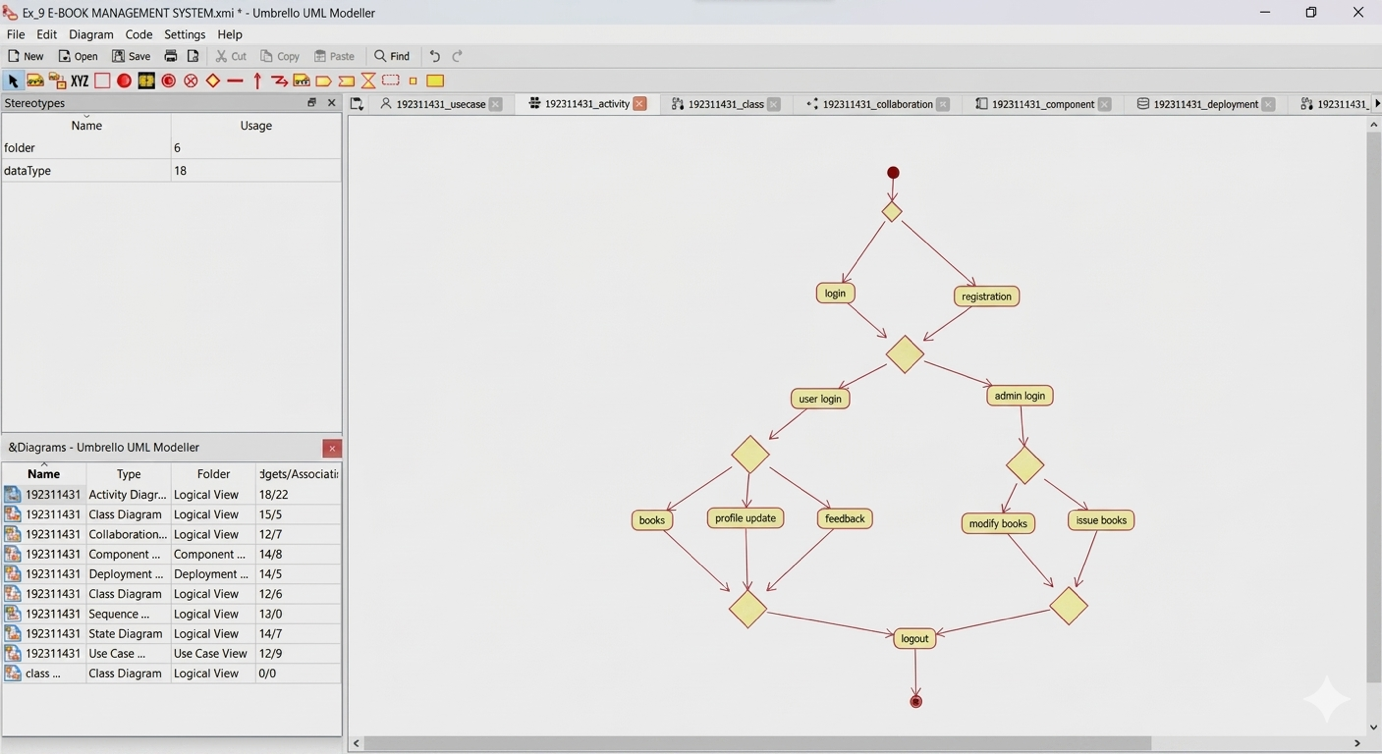 Ex_9 E-BOOK MANAGEMENT SYSTEM.xmi * - Umbrello UML Modeller
File Edit Diagram Code Settings Help
New Open Save Cut Copy Paste Find
XYZ
Stereotypes
192311431_usecase 192311431_activity 192311431_class 192311431_collaboration 192311431_component 192311431_deployment 192311431_
Name Usage
folder 6
dataType 18
login
registration
user login
admin login
books
profile update
feedback
modify books
issue books
logout
&Diagrams - Umbrello UML Modeller
Name Type Folder dgets/Associati
192311431 Activity Diagr... Logical View 18/22
192311431 Class Diagram Logical View 15/5
192311431 Collaboration... Logical View 12/7
192311431 Component ... Component ... 14/8
192311431 Deployment ... Deployment ... 14/5
192311431 Class Diagram Logical View 12/6
192311431 Sequence ... Logical View 13/0
192311431 State Diagram Logical View 14/7
192311431 Use Case ... Use Case View 12/9
class ... Class Diagram Logical View 0/0